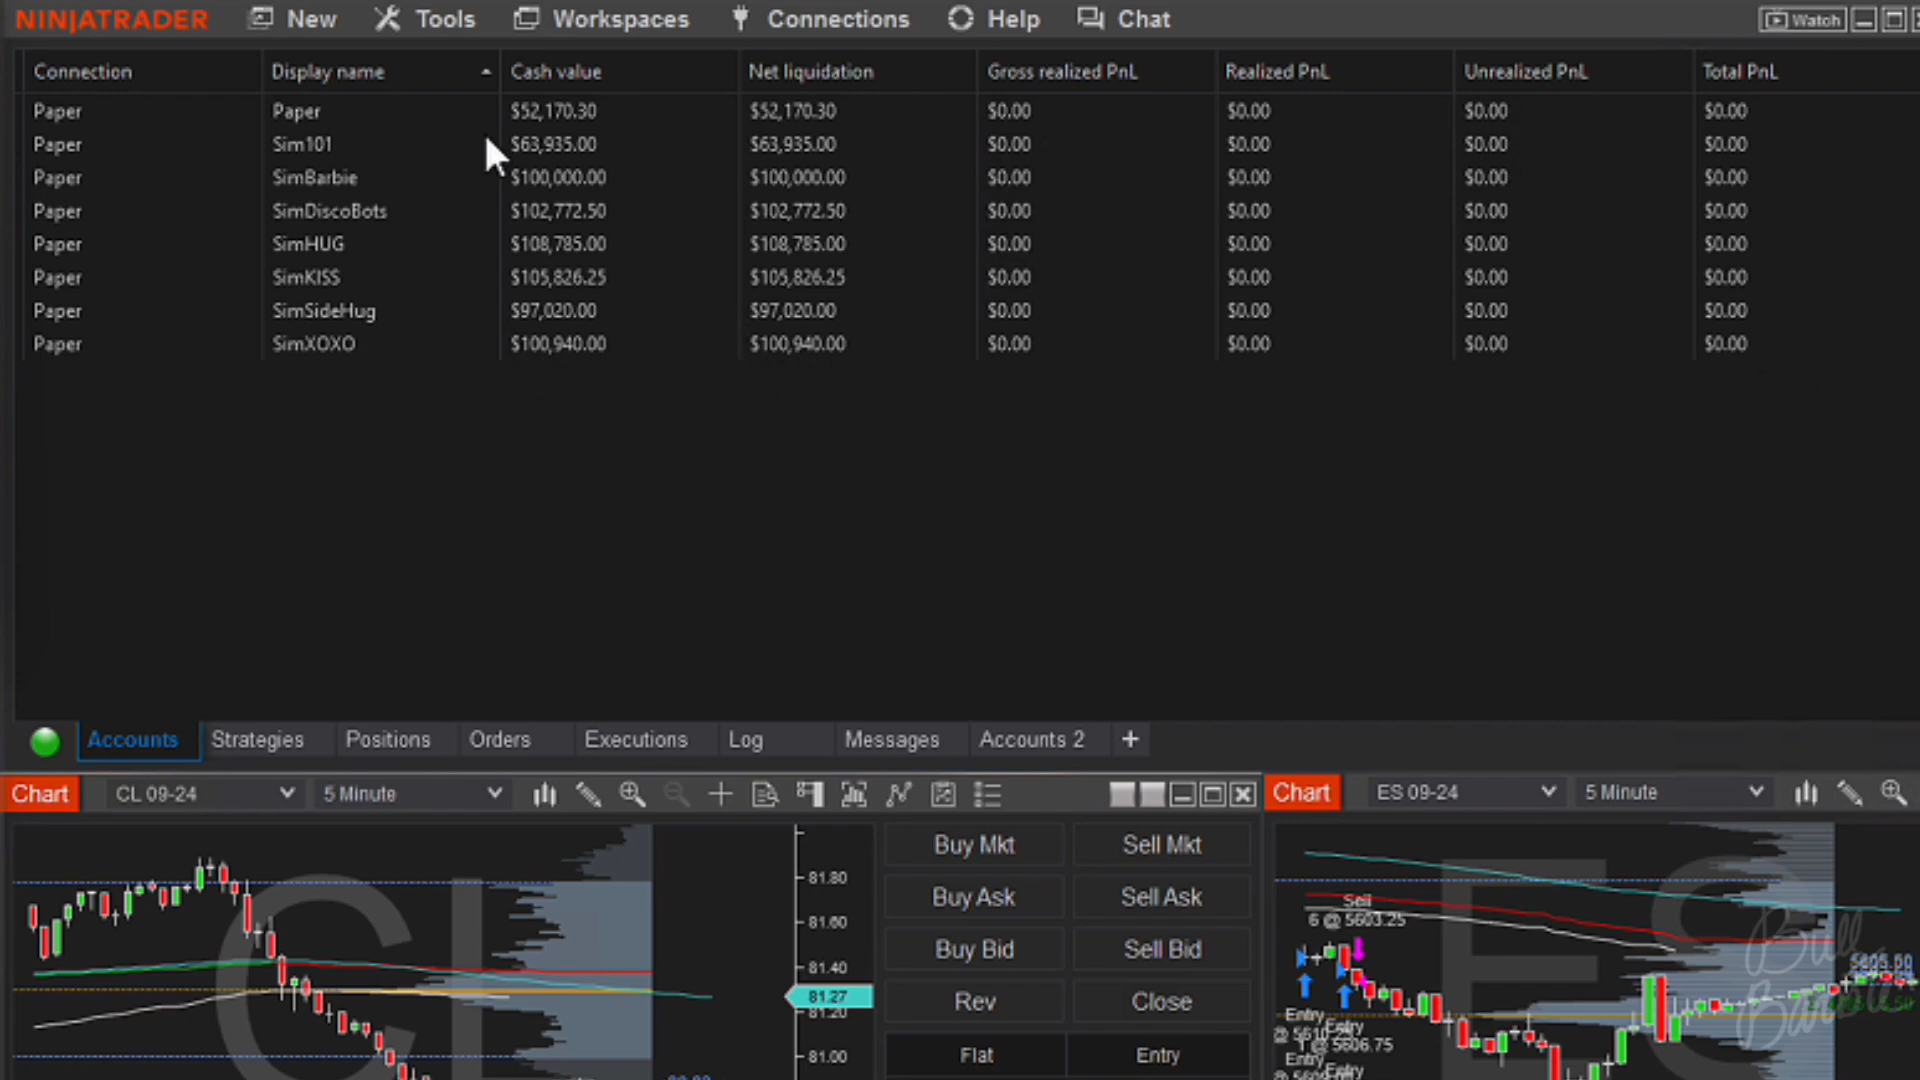 NINJATRADER New Tools Workspaces Connections Help Chat Watch
Connection Display name Cash value Net liquidation Gross realized PnL Realized PnL Unrealized PnL Total PnL
Paper Paper $52,170.30 $52,170.30 $0.00 $0.00 $0.00 $0.00
Paper Sim101 $63,935.00 $63,935.00 $0.00 $0.00 $0.00 $0.00
Paper SimBarbie $100,000.00 $100,000.00 $0.00 $0.00 $0.00 $0.00
Paper SimDiscoBots $102,772.50 $102,772.50 $0.00 $0.00 $0.00 $0.00
Paper SimHUG $108,785.00 $108,785.00 $0.00 $0.00 $0.00 $0.00
Paper SimKISS $105,826.25 $105,826.25 $0.00 $0.00 $0.00 $0.00
Paper SimSideHug $97,020.00 $97,020.00 $0.00 $0.00 $0.00 $0.00
Paper SimXOXO $100,940.00 $100,940.00 $0.00 $0.00 $0.00 $0.00
Accounts Strategies Positions Orders Executions Log Messages Accounts 2 +
Chart CL 09-24 5 Minute
Chart ES 09-24 5 Minute
CL
81.80
81.60
81.40
81.27
81.20
81.00
Buy Mkt Sell Mkt
Buy Ask Sell Ask
Buy Bid Sell Bid
Rev Close
Flat Entry
ES
Sell
6 @ 5603.25
Entry
Entry
1 @ 5606.75
Entry
Entry
Bull
Barbie